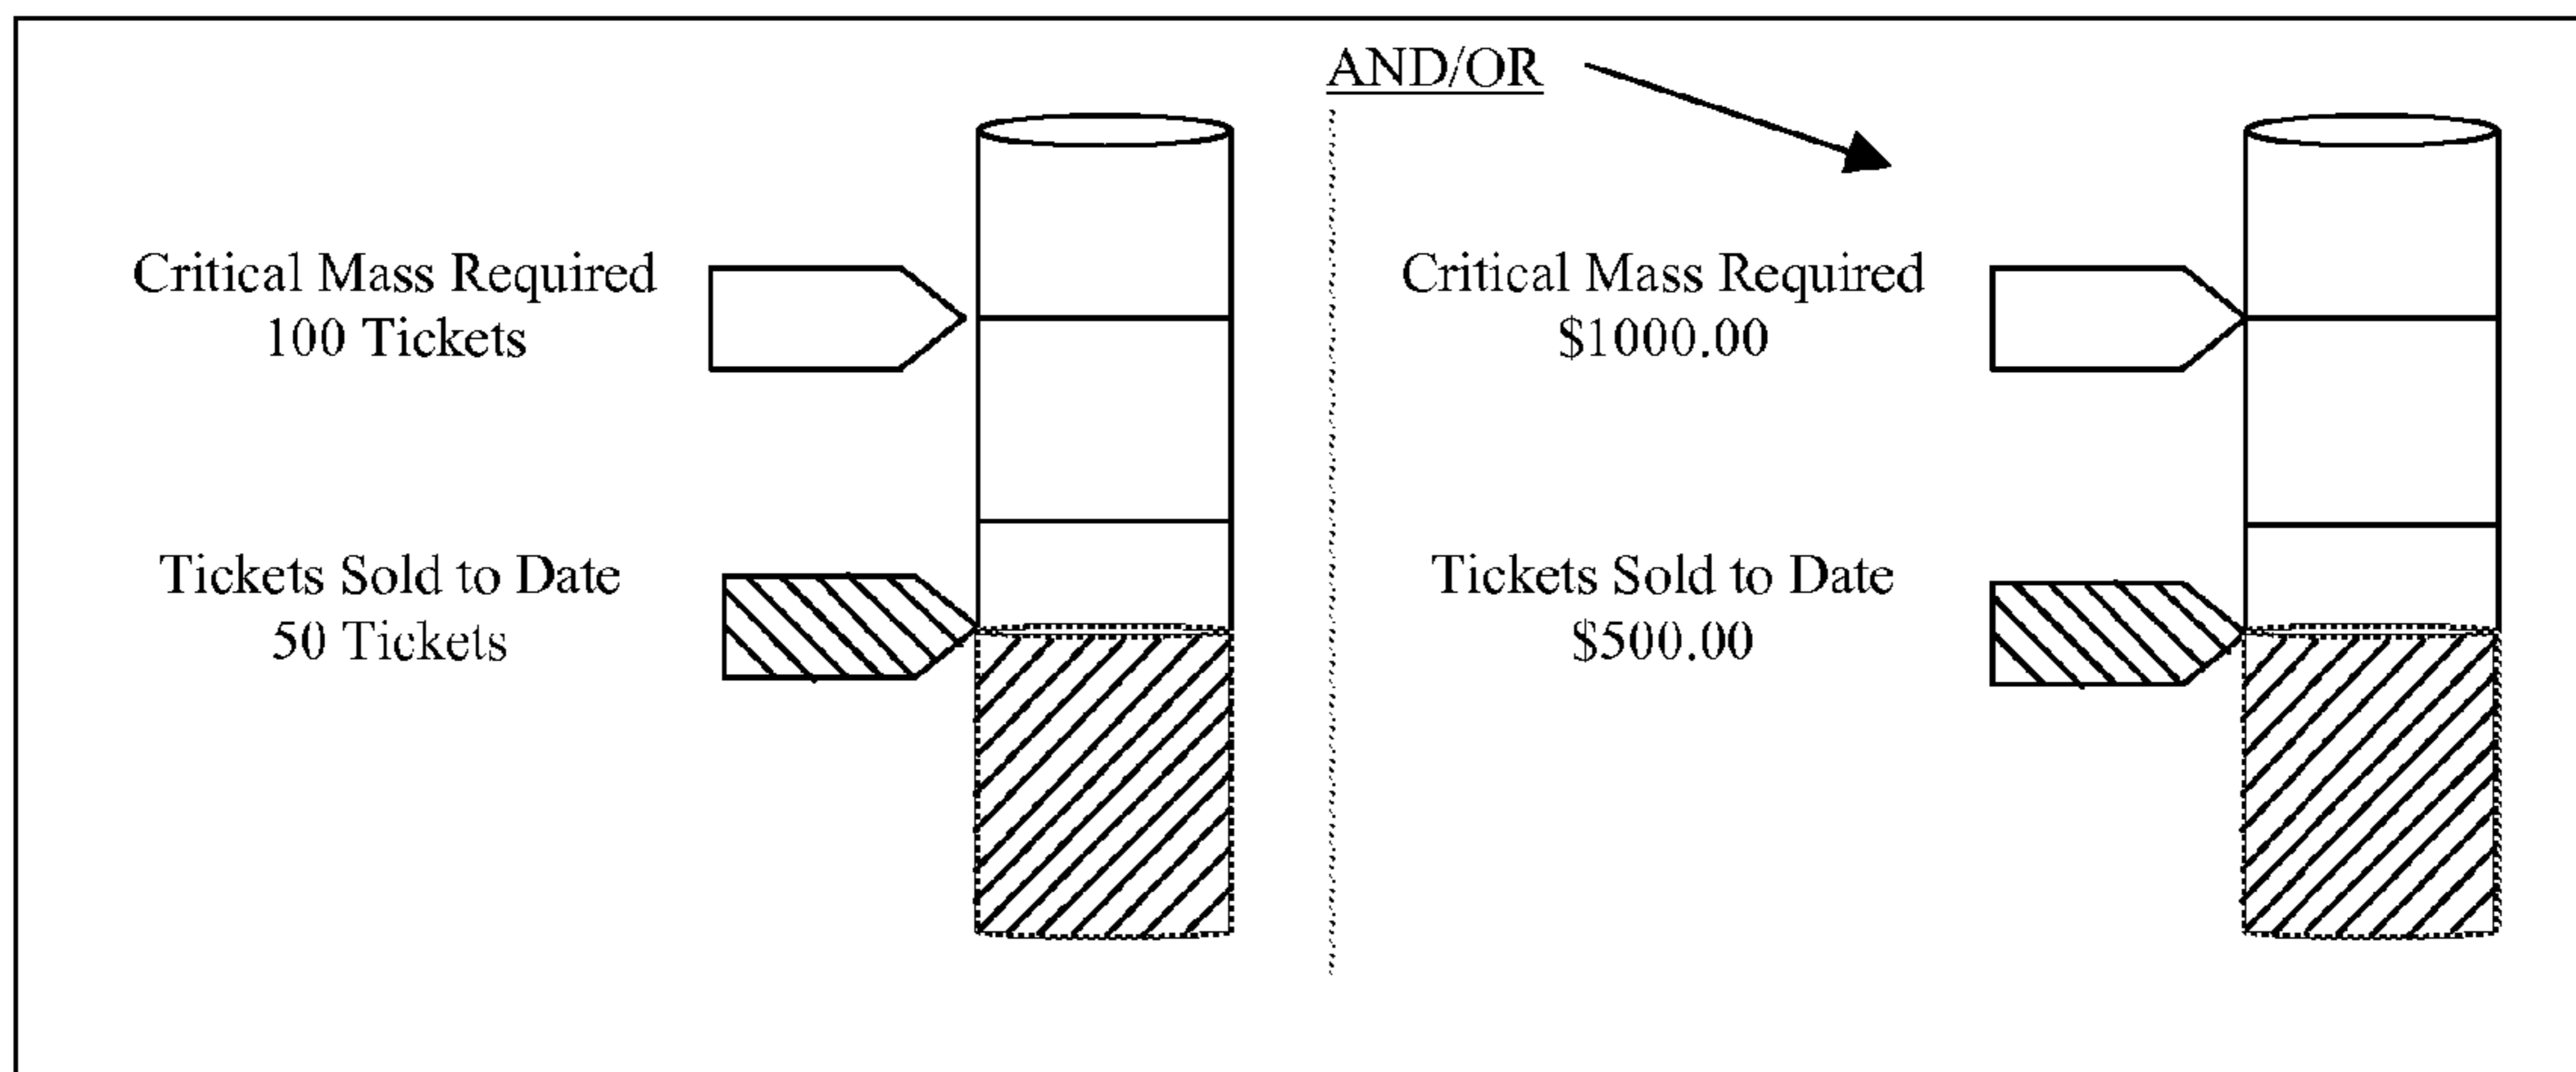 AND/OR
Critical Mass Required
100 Tickets
Tickets Sold to Date
50 Tickets
Critical Mass Required
$1000.00
Tickets Sold to Date
$500.00